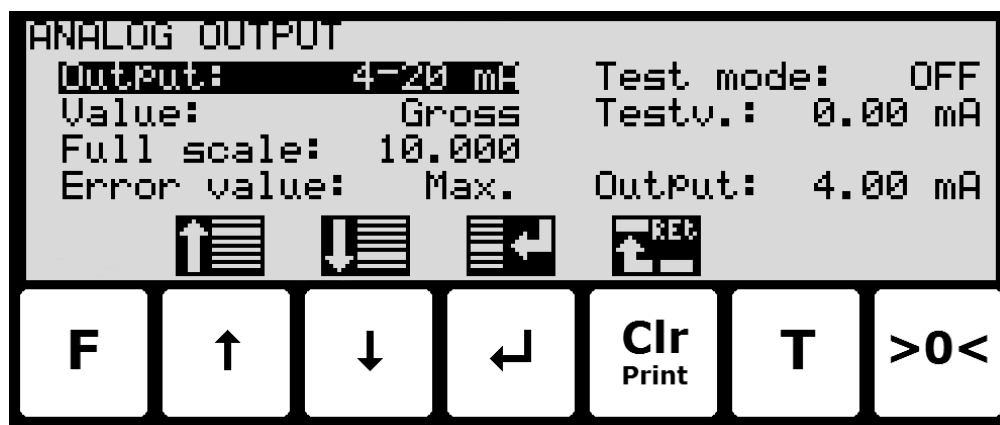 ANALOG OUTPUT
Output: 4-20 mA Test mode: OFF
Value: Gross Testv.: 0.00 mA
Full scale: 10.000
Error value: Max. Output: 4.00 mA
REt
F ↑ ↓ ↵ Clr T >0<
Print